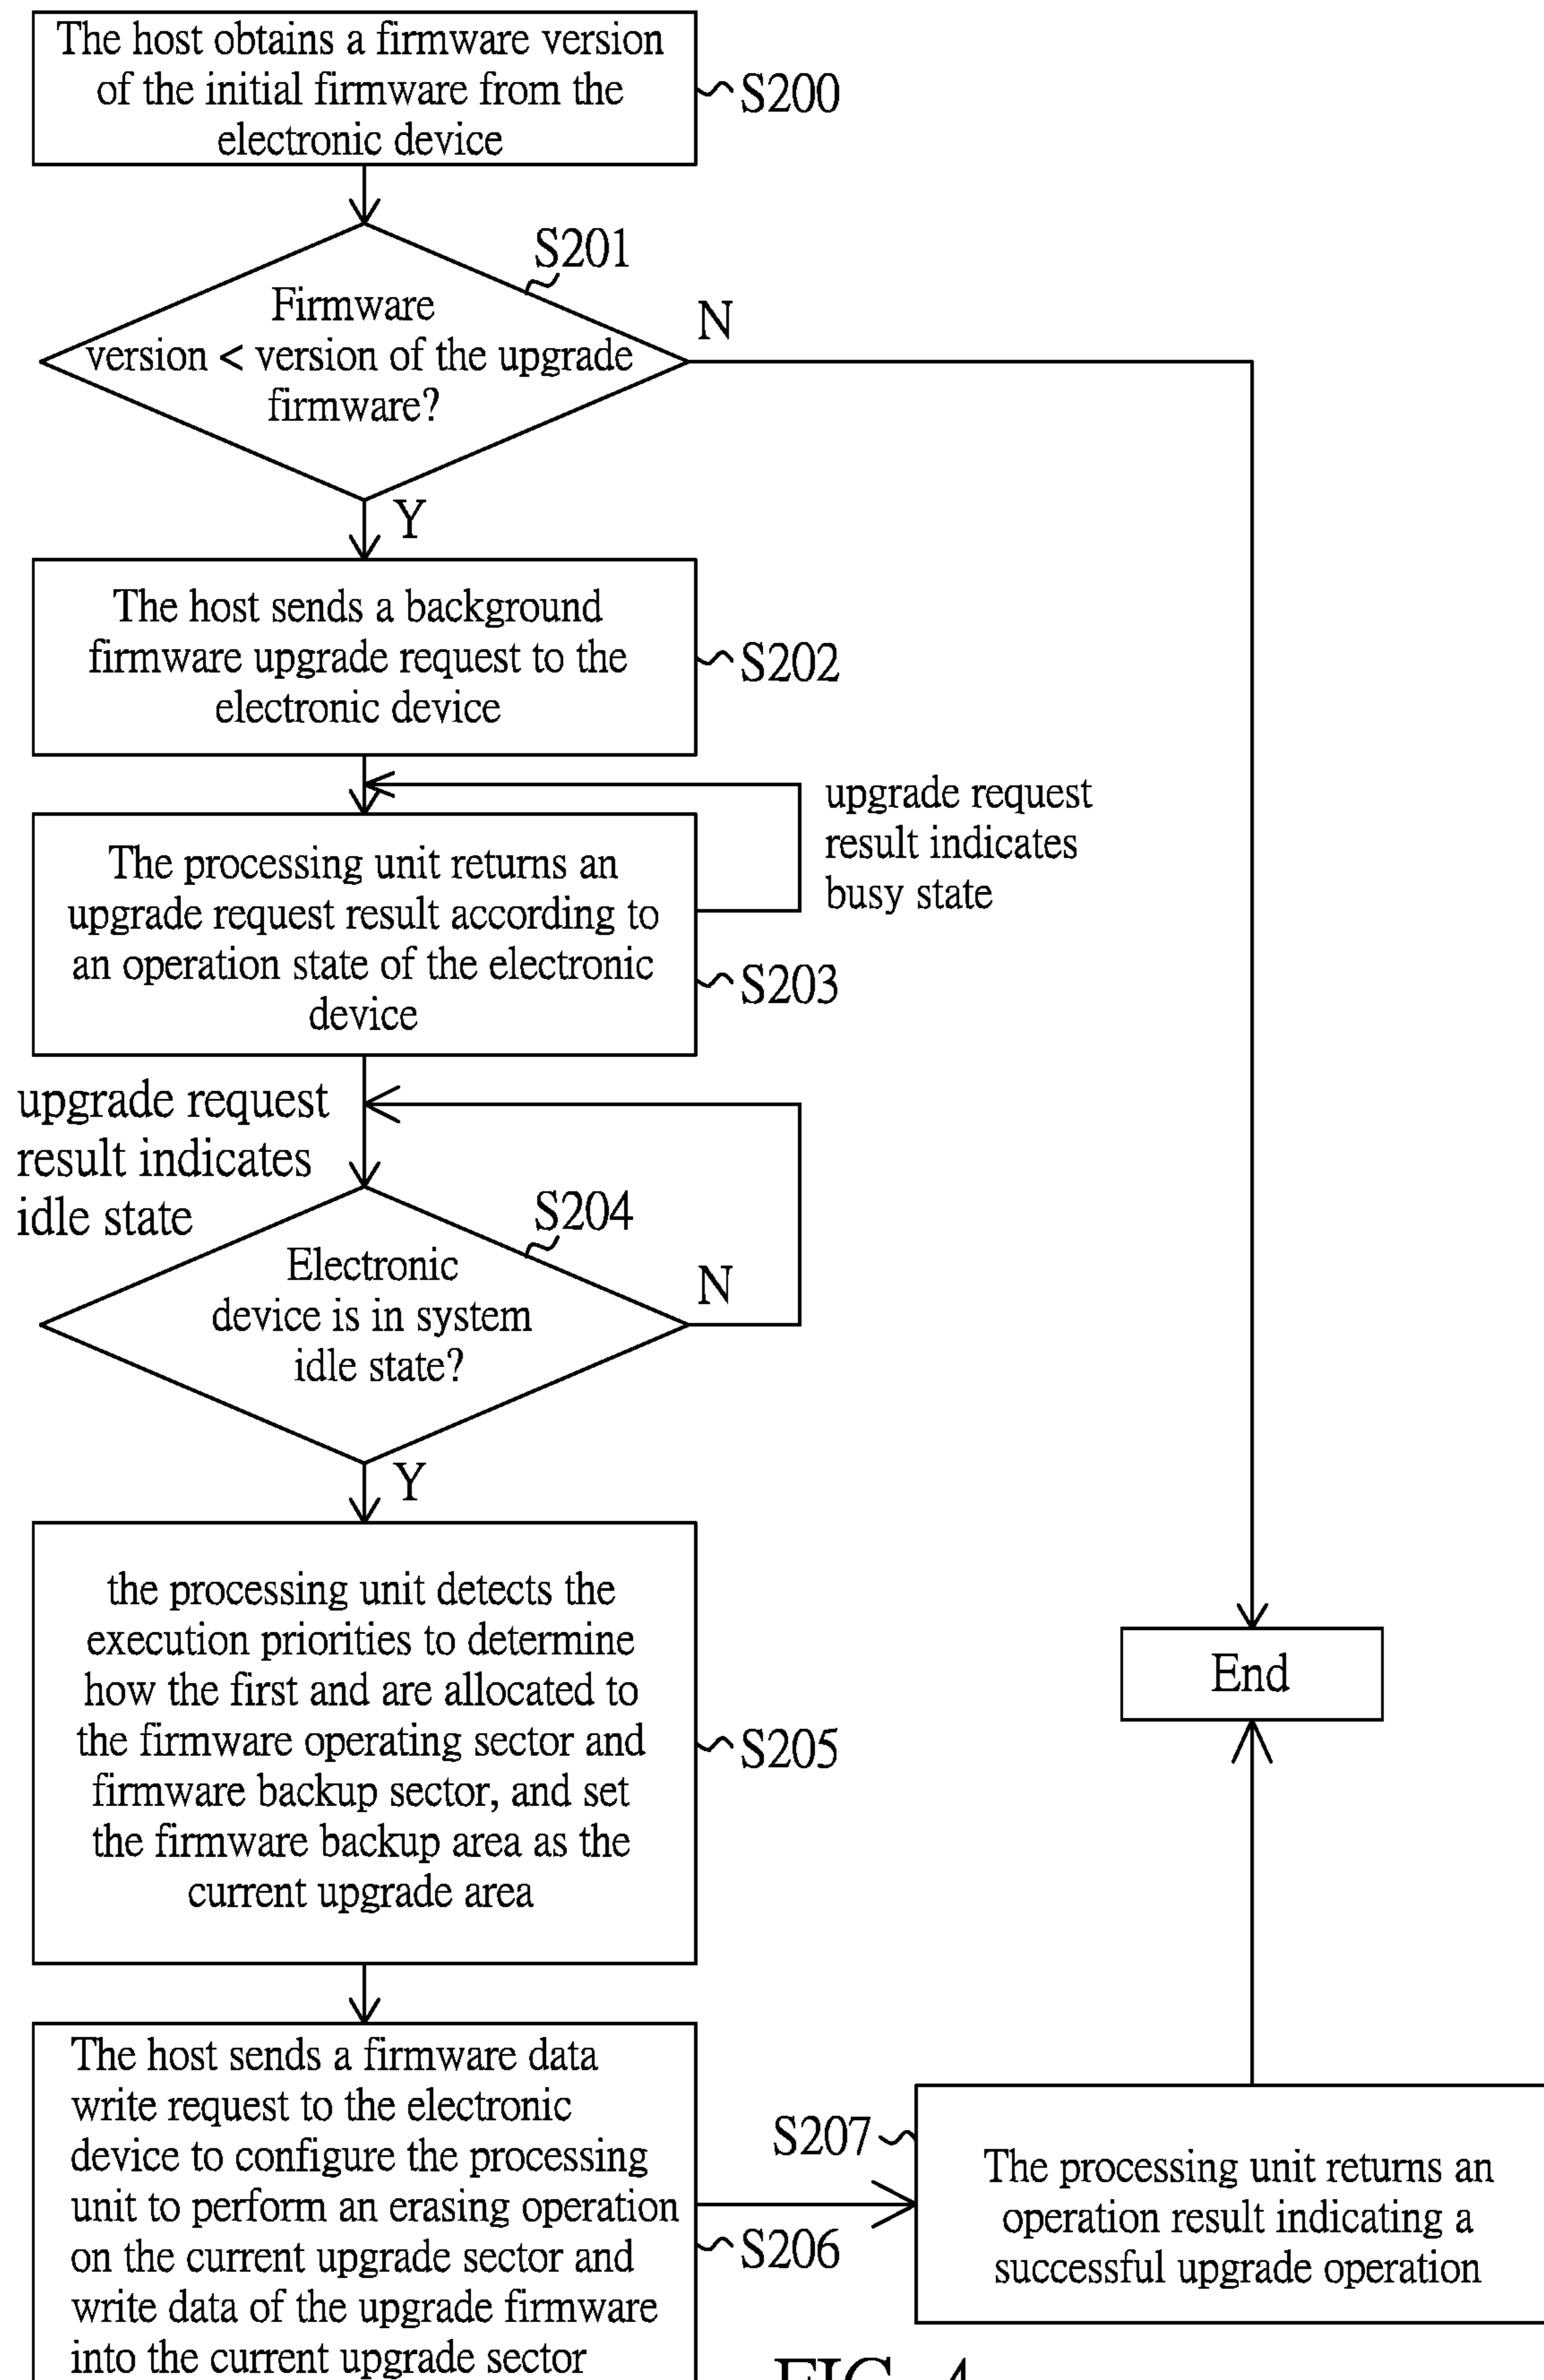 The host obtains a firmware version
of the initial firmware from the
electronic device
S200
S201
Firmware
version < version of the upgrade
firmware?
N
Y
The host sends a background
firmware upgrade request to the
electronic device
S202
upgrade request
result indicates
busy state
The processing unit returns an
upgrade request result according to
an operation state of the electronic
device
S203
upgrade request
result indicates
idle state
S204
Electronic
device is in system
idle state?
N
Y
the processing unit detects the
execution priorities to determine
how the first and are allocated to
the firmware operating sector and
firmware backup sector, and set
the firmware backup area as the
current upgrade area
S205
End
The host sends a firmware data
write request to the electronic
device to configure the processing
unit to perform an erasing operation
on the current upgrade sector and
write data of the upgrade firmware
into the current upgrade sector
S206
S207
The processing unit returns an
operation result indicating a
successful upgrade operation
FIG. 4